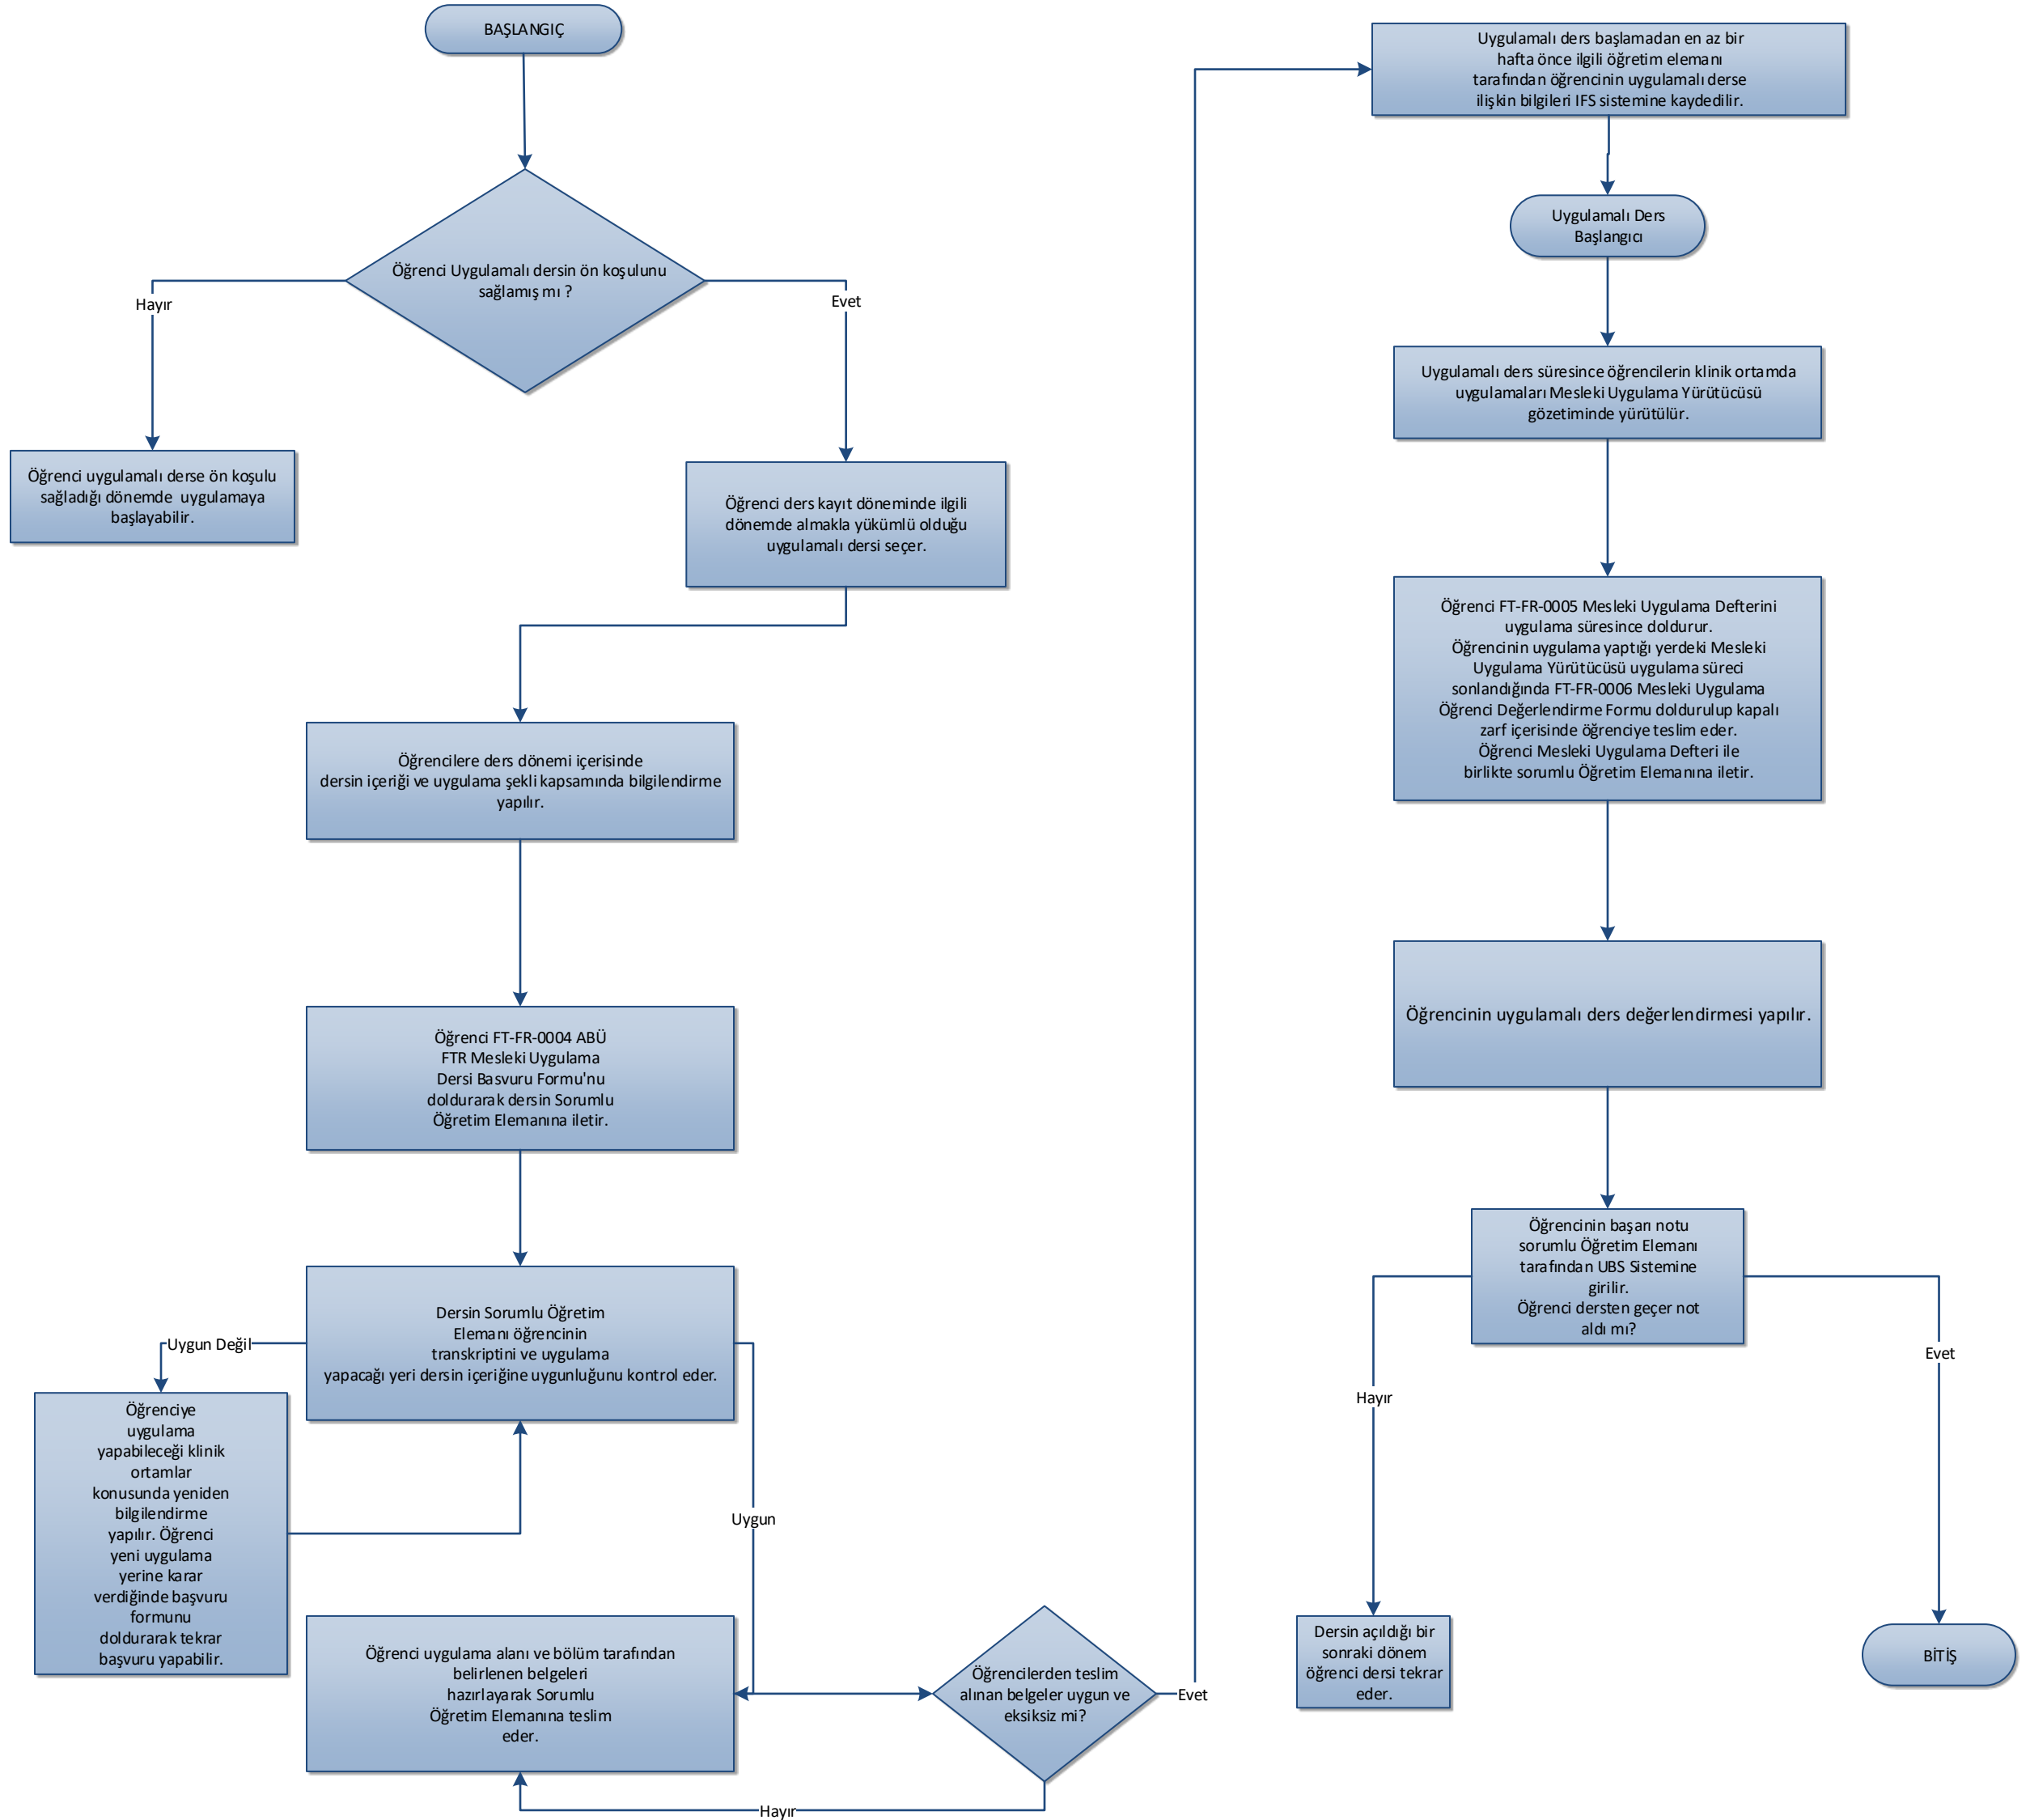 BAŞLANGIÇ
Öğrenci Uygulamalı dersin ön koşulunu
sağlamış mı ?
Hayır
Evet
Öğrenci uygulamalı derse ön koşulu
sağladığı dönemde  uygulamaya
başlayabilir.
Öğrenci ders kayıt döneminde ilgili
dönemde almakla yükümlü olduğu
uygulamalı dersi seçer.
Öğrencilere ders dönemi içerisinde
dersin içeriği ve uygulama şekli kapsamında bilgilendirme
yapılır.
Öğrenci FT-FR-0004 ABÜ
FTR Mesleki Uygulama
Dersi Basvuru Formu'nu
doldurarak dersin Sorumlu
Öğretim Elemanına iletir.
Dersin Sorumlu Öğretim
Elemanı öğrencinin
transkriptini ve uygulama
yapacağı yeri dersin içeriğine uygunluğunu kontrol eder.
Uygun Değil
Öğrenciye
uygulama
yapabileceği klinik
ortamlar
konusunda yeniden
bilgilendirme
yapılır. Öğrenci
yeni uygulama
yerine karar
verdiğinde başvuru
formunu
doldurarak tekrar
başvuru yapabilir.
Uygun
Öğrenci uygulama alanı ve bölüm tarafından
belirlenen belgeleri
hazırlayarak Sorumlu
Öğretim Elemanına teslim
eder.
Öğrencilerden teslim
alınan belgeler uygun ve
eksiksiz mi?
Hayır
Evet
Uygulamalı ders başlamadan en az bir
hafta önce ilgili öğretim elemanı
tarafından öğrencinin uygulamalı derse
ilişkin bilgileri IFS sistemine kaydedilir.
Uygulamalı Ders
Başlangıcı
Uygulamalı ders süresince öğrencilerin klinik ortamda
uygulamaları Mesleki Uygulama Yürütücüsü
gözetiminde yürütülür.
Öğrenci FT-FR-0005 Mesleki Uygulama Defterini
uygulama süresince doldurur.
Öğrencinin uygulama yaptığı yerdeki Mesleki
Uygulama Yürütücüsü uygulama süreci
sonlandığında FT-FR-0006 Mesleki Uygulama
Öğrenci Değerlendirme Formu doldurulup kapalı
zarf içerisinde öğrenciye teslim eder.
Öğrenci Mesleki Uygulama Defteri ile
birlikte sorumlu Öğretim Elemanına iletir.
Öğrencinin uygulamalı ders değerlendirmesi yapılır.
Öğrencinin başarı notu
sorumlu Öğretim Elemanı
tarafından UBS Sistemine
girilir.
Öğrenci dersten geçer not
aldı mı?
Hayır
Evet
Dersin açıldığı bir
sonraki dönem
öğrenci dersi tekrar
eder.
BİTİŞ